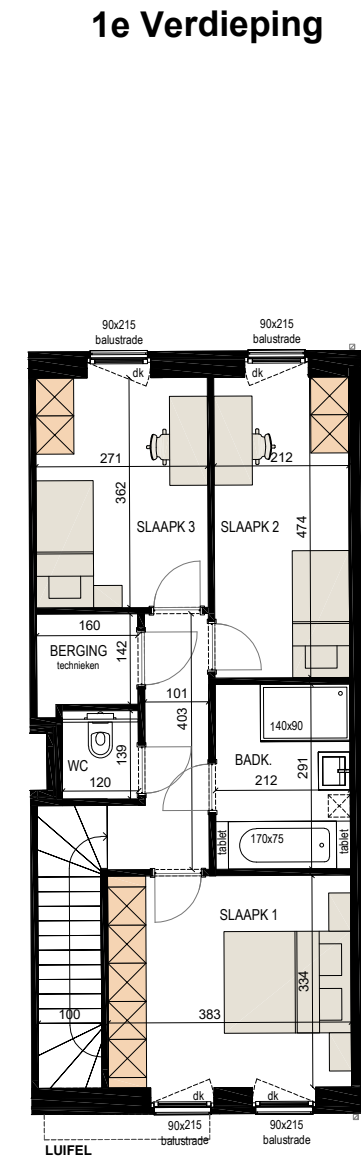 1e Verdieping
90x215
balustrade
90x215
balustrade
dk
dk
271
212
362
SLAAPK 3
SLAAPK 2
474
160
142
BERGING
technieken
101
403
140x90
WC
139
120
BADK.
291
212
tablet
170x75
tablet
SLAAPK 1
334
100
383
dk
dk
90x215
balustrade
90x215
balustrade
LUIFEL